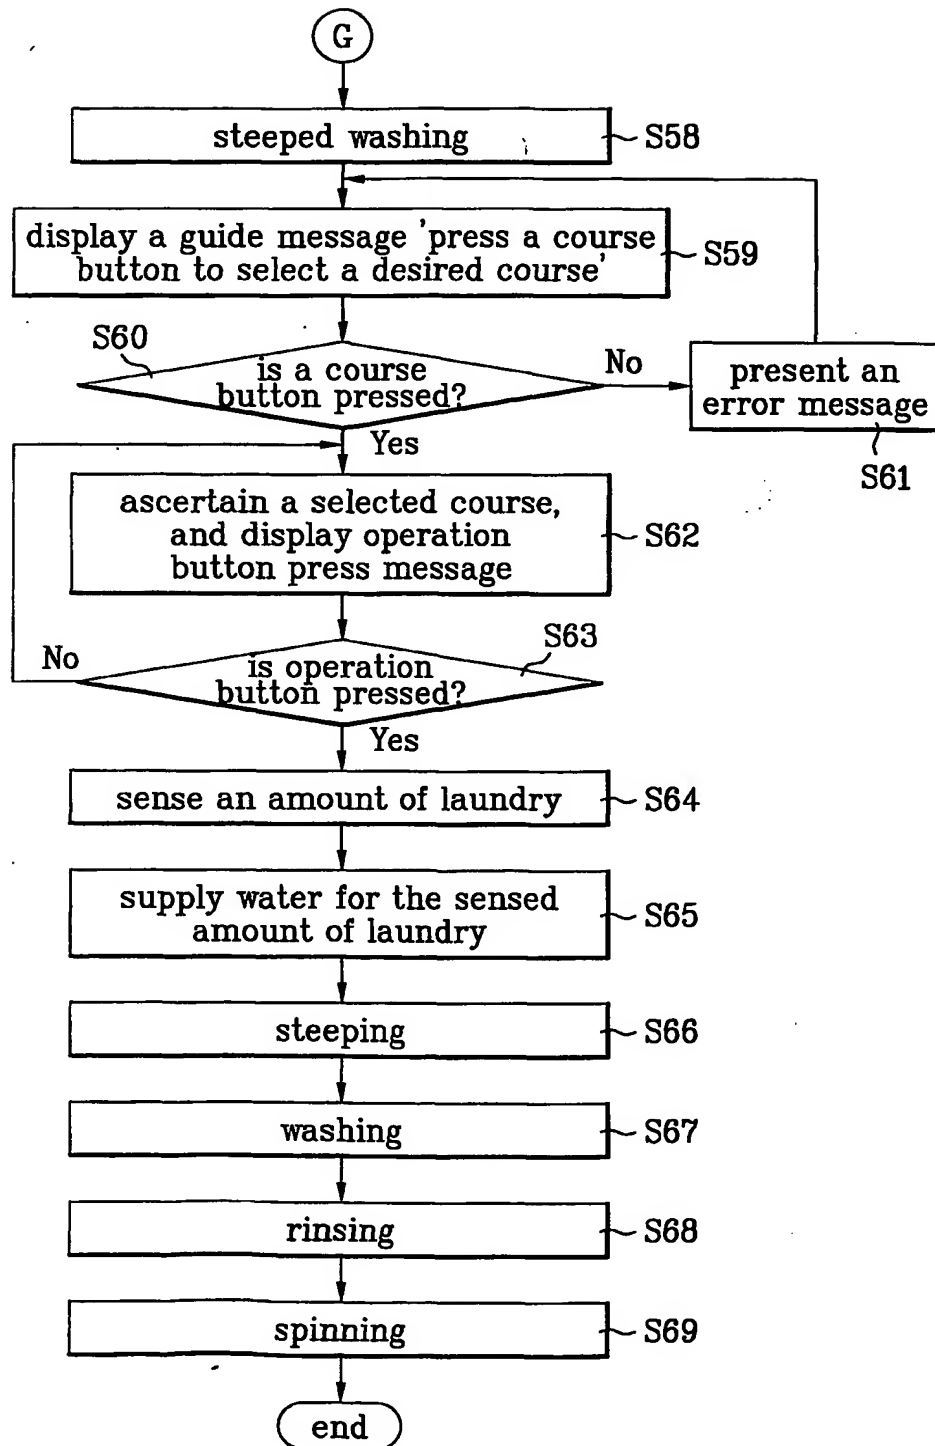 G
steeped washing
S58
display a guide message 'press a course
button to select a desired course'
S59
S60
is a course
button pressed?
No
present an
error message
S61
Yes
ascertain a selected course,
and display operation
button press message
S62
S63
No
is operation
button pressed?
Yes
sense an amount of laundry
S64
supply water for the sensed
amount of laundry
S65
steeping
S66
washing
S67
rinsing
S68
spinning
S69
end